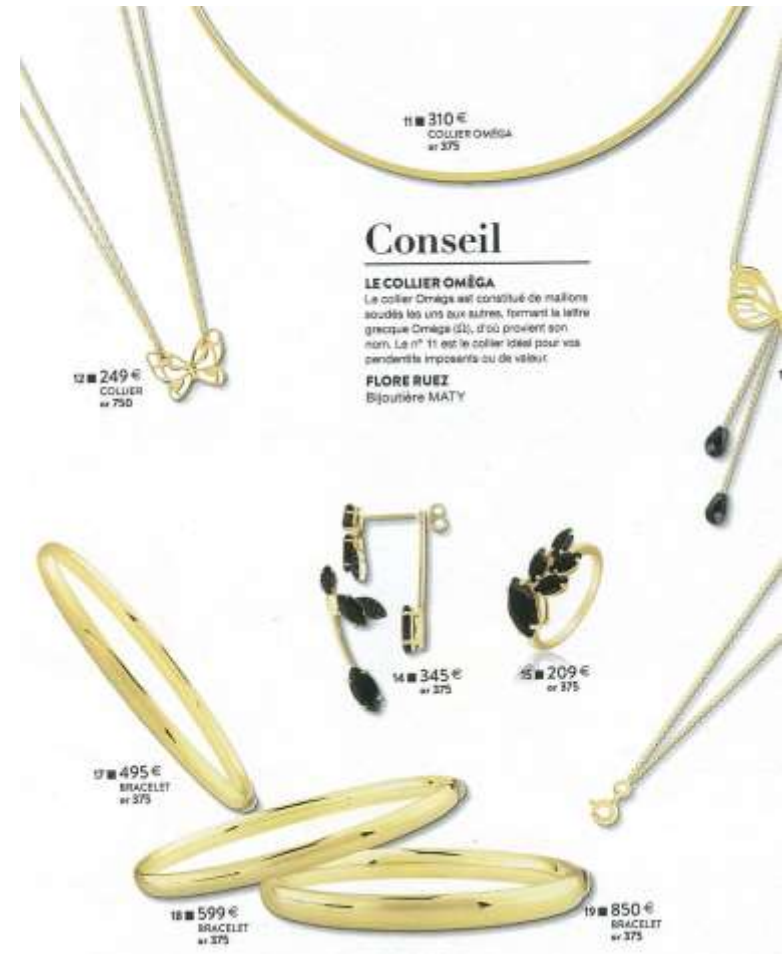 11 ■ 310 €
COLLIER OMÉGA
or 375
Conseil
LE COLLIER OMÉGA
Le collier Oméga est constitué de maillons
soudés les uns aux autres, formant la lettre
grecque Oméga (Ω), d'où provient son
nom. Le n° 11 est le collier idéal pour vos
pendentifs imposants ou de valeur.
FLORE RUEZ
Bijoutière MATY
12 ■ 249 €
COLLIER
or 750
1
14 ■ 345 €
or 375
15 ■ 209 €
or 375
17 ■ 495 €
BRACELET
or 375
18 ■ 599 €
BRACELET
or 375
19 ■ 850 €
BRACELET
or 375